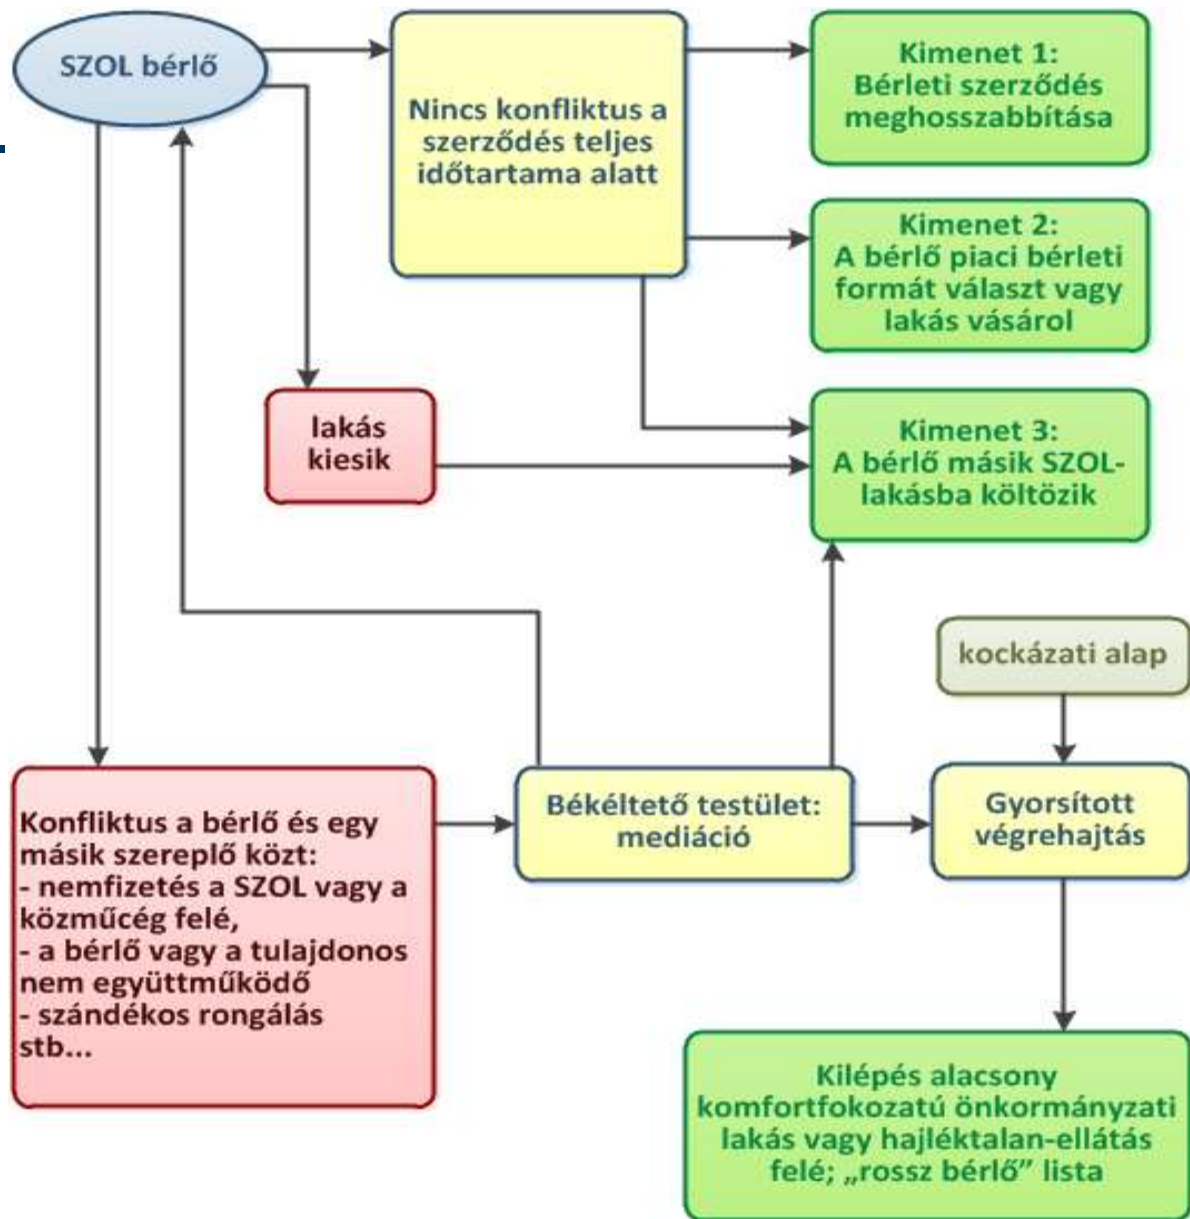 SZOL bérlő
Nincs konfliktus a
szerződés teljes
időtartama alatt
Kimenet 1:
Bérleti szerződés
meghosszabbítása
Kimenet 2:
A bérlő piaci bérleti
formát választ vagy
lakás vásárol
lakás
kiesik
Kimenet 3:
A bérlő másik SZOL-
lakásba költözik
kockázati alap
Konfliktus a bérlő és egy
másik szereplő közt:
- nemfizetés a SZOL vagy a
közműcég felé,
- a bérlő vagy a tulajdonos
nem együttműködő
- szándékos rongálás
stb...
Békéltető testület:
mediáció
Gyorsított
végrehajtás
Kilépés alacsony
komfortfokozatú önkormányzati
lakás vagy hajléktalan-ellátás
felé; „rossz bérlő” lista